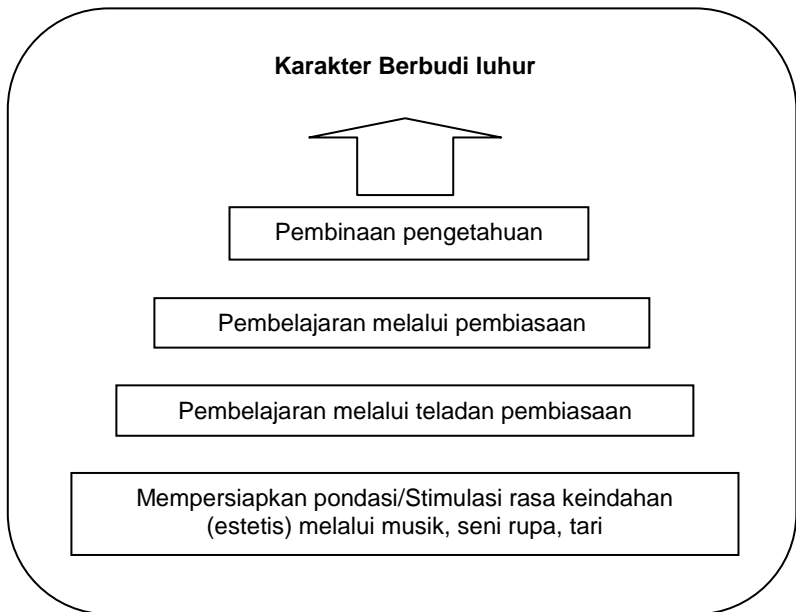 Karakter Berbudi luhur
Pembinaan pengetahuan
Pembelajaran melalui pembiasaan
Pembelajaran melalui teladan pembiasaan
Mempersiapkan pondasi/Stimulasi rasa keindahan
(estetis) melalui musik, seni rupa, tari